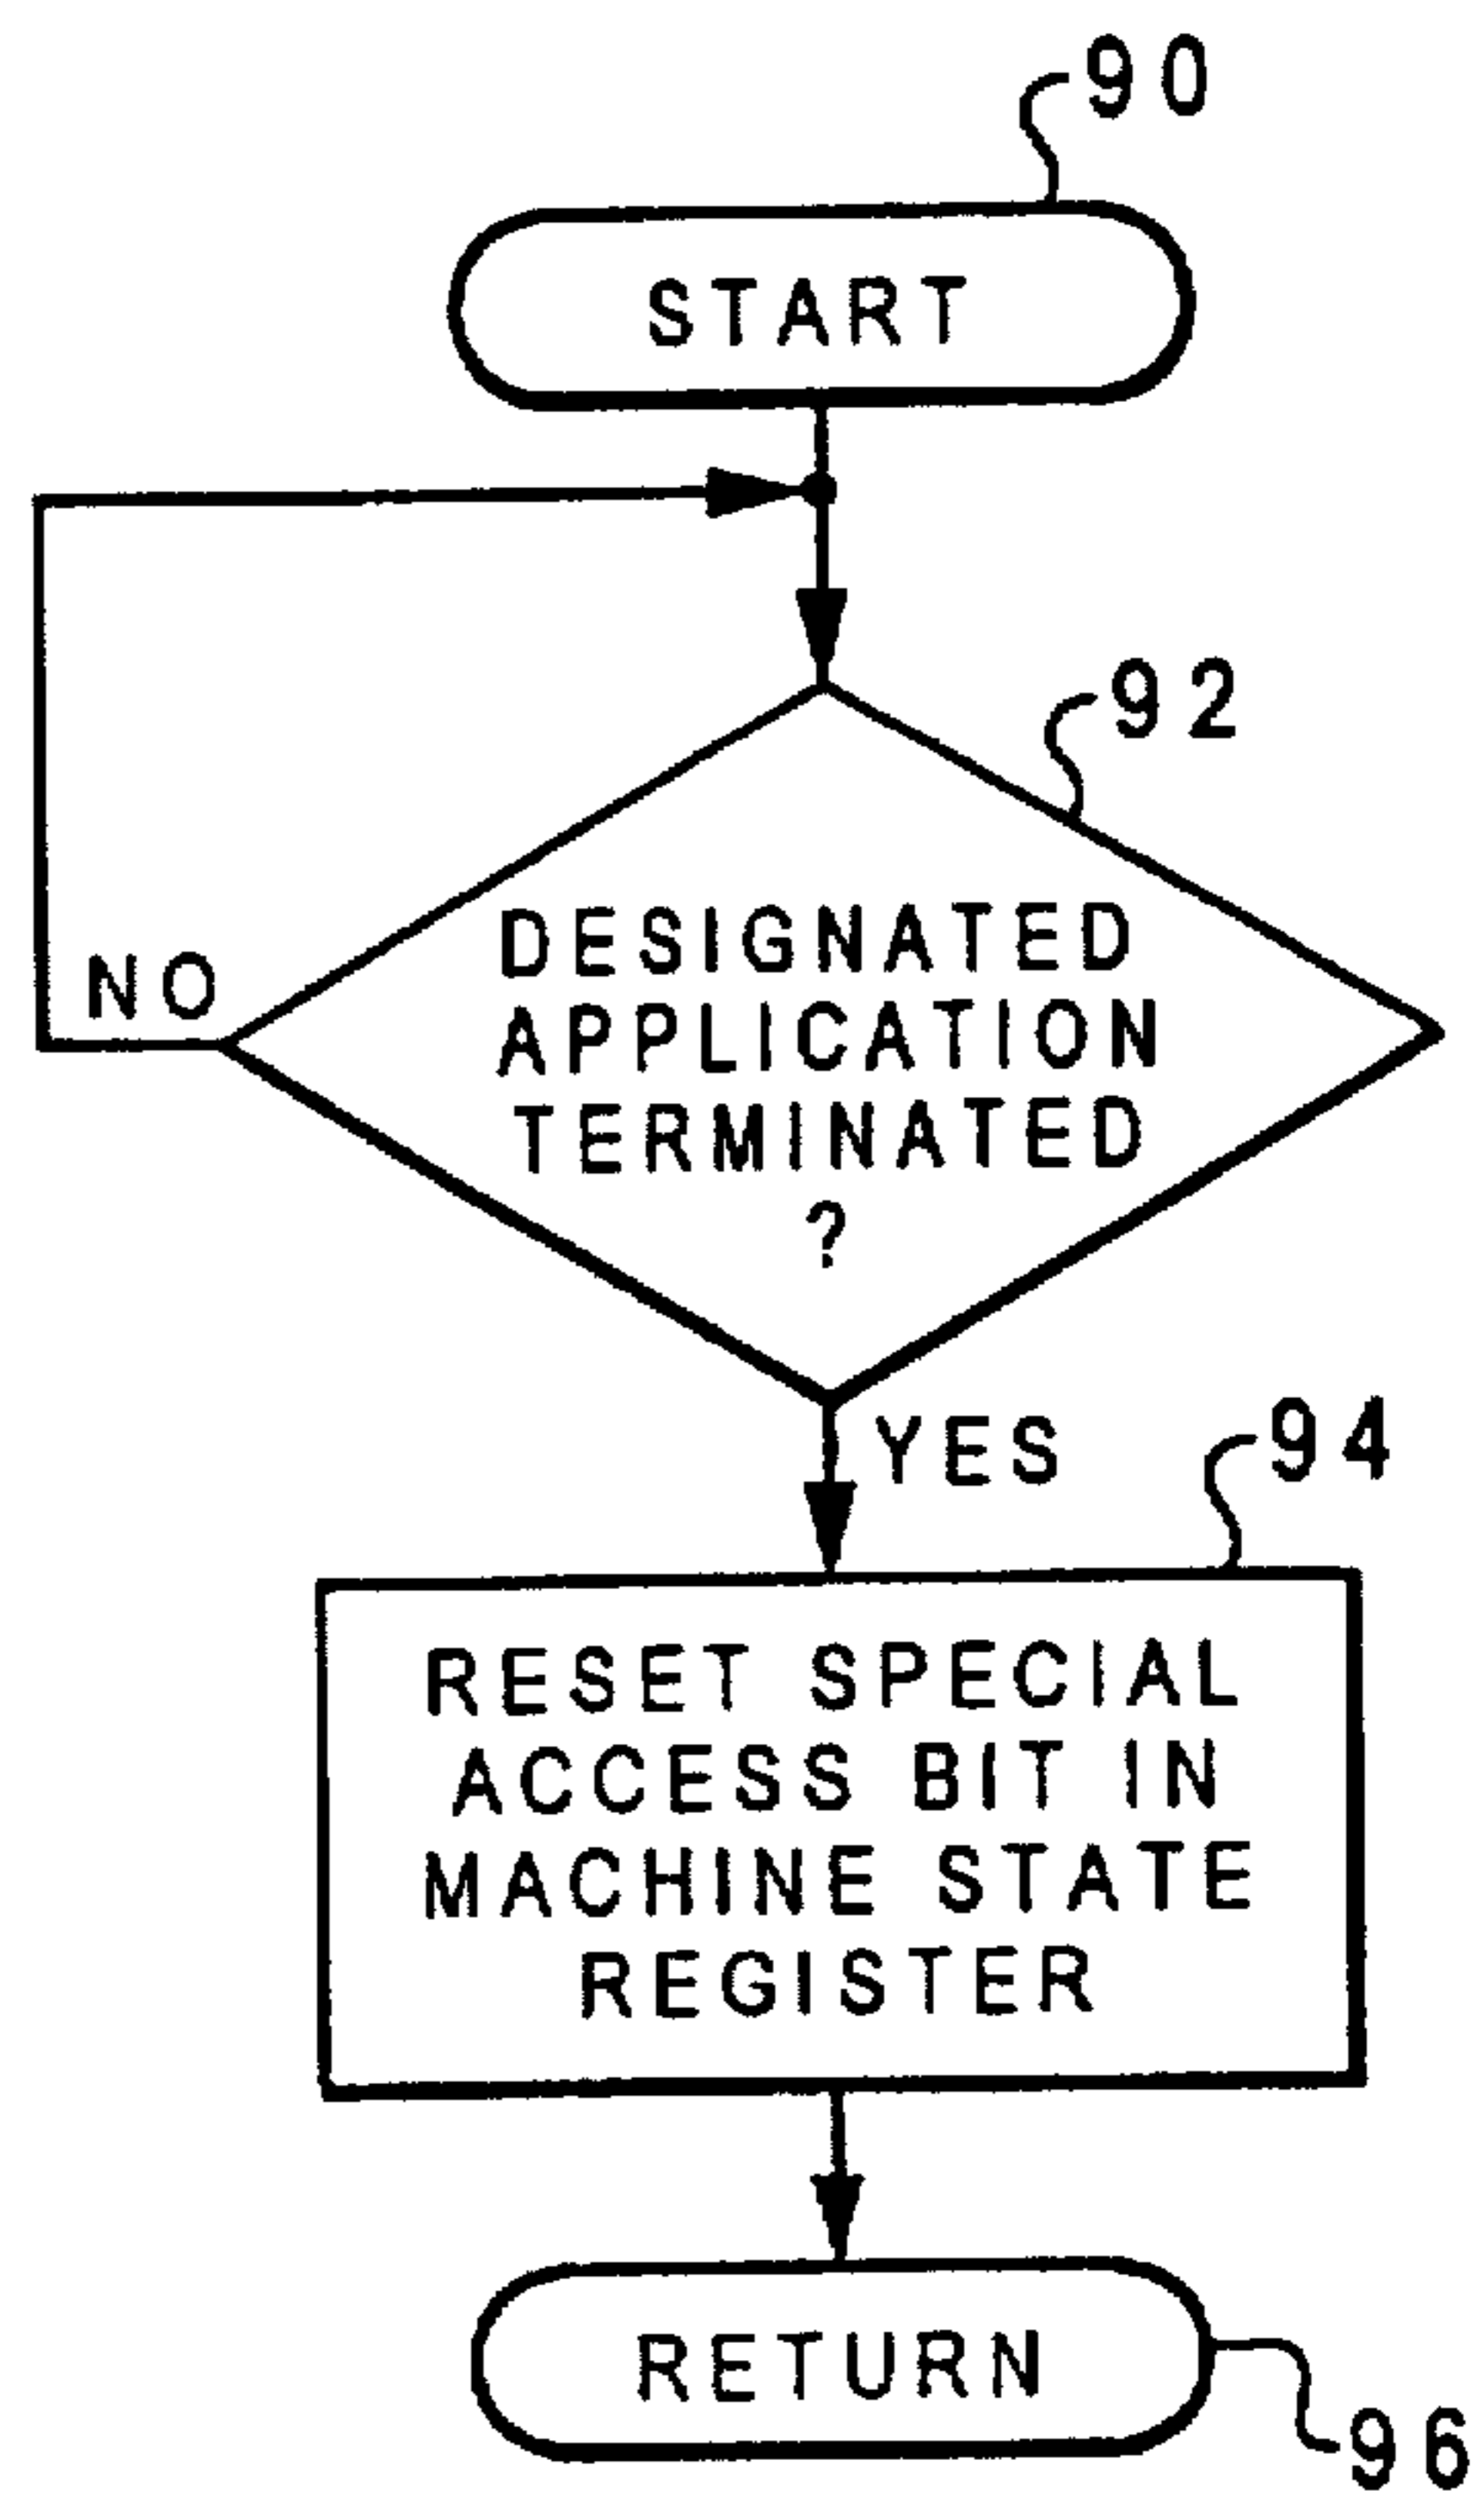 90
START
92
DESIGNATED
APPLICATION
TERMINATED
?
NO
YES
94
RESET SPECIAL
ACCESS BIT IN
MACHINE STATE
REGISTER
RETURN
96